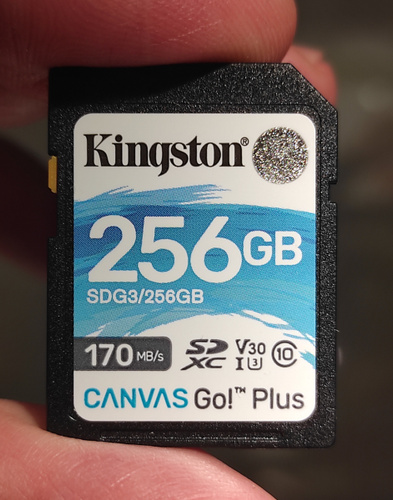 Kingston®
256GB
SDG3/256GB
170 MB/s SD XC V30 I U3 10
CANVAS Go!™ Plus